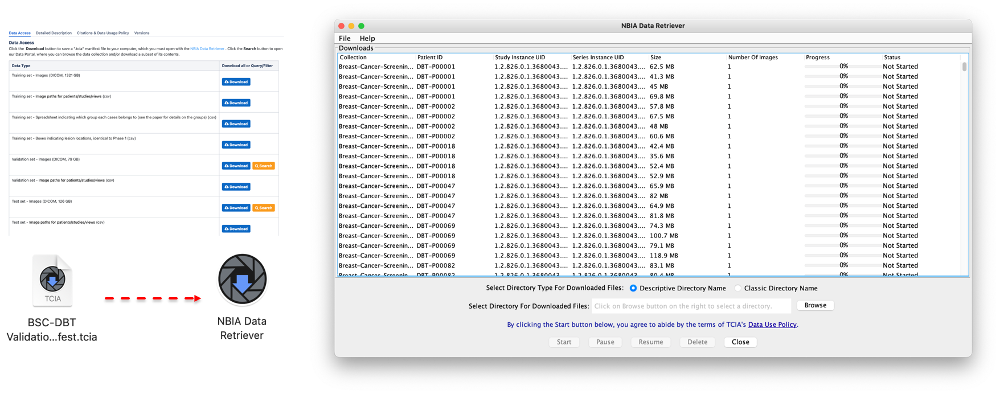 Data Access Detailed Description Citations & Data Usage Policy Versions
Data Access
Click the Download button to save a ".tcia" manifest file to your computer, which you must open with the NBIA Data Retriever . Click the Search button to open
our Data Portal, where you can browse the data collection and/or download a subset of its contents.
Data Type Download all or Query/Filter
Training set - Images (DICOM, 1321 GB)
Download
Training set - Image paths for patients/studies/views (csv)
Download
Training set - Spreadsheet indicating which group each cases belongs to (see the paper for details on the groups) (csv)
Download
Training set - Boxes indicating lesion locations, identical to Phase 1 (csv)
Download
Validation set - Images (DICOM, 79 GB)
Download Search
Validation set - Image paths for patients/studies/views (csv)
Download
Test set - Images (DICOM, 126 GB)
Download Search
Test set - Image paths for patients/studies/views (csv)
Download
TCIA
BSC-DBT
Validatio...fest.tcia
NBIA Data
Retriever
NBIA Data Retriever
File Help
Downloads
Collection Patient ID Study Instance UID Series Instance UID Size Number Of Images Progress Status
Breast-Cancer-Screenin... DBT-P00001 1.2.826.0.1.3680043.... 1.2.826.0.1.3680043.... 62.5 MB 1 0% Not Started
Breast-Cancer-Screenin... DBT-P00001 1.2.826.0.1.3680043.... 1.2.826.0.1.3680043.... 41.3 MB 1 0% Not Started
Breast-Cancer-Screenin... DBT-P00001 1.2.826.0.1.3680043.... 1.2.826.0.1.3680043.... 45 MB 1 0% Not Started
Breast-Cancer-Screenin... DBT-P00001 1.2.826.0.1.3680043.... 1.2.826.0.1.3680043.... 69.8 MB 1 0% Not Started
Breast-Cancer-Screenin... DBT-P00002 1.2.826.0.1.3680043.... 1.2.826.0.1.3680043.... 57.8 MB 1 0% Not Started
Breast-Cancer-Screenin... DBT-P00002 1.2.826.0.1.3680043.... 1.2.826.0.1.3680043.... 67.5 MB 1 0% Not Started
Breast-Cancer-Screenin... DBT-P00002 1.2.826.0.1.3680043.... 1.2.826.0.1.3680043.... 48 MB 1 0% Not Started
Breast-Cancer-Screenin... DBT-P00002 1.2.826.0.1.3680043.... 1.2.826.0.1.3680043.... 60.6 MB 1 0% Not Started
Breast-Cancer-Screenin... DBT-P00018 1.2.826.0.1.3680043.... 1.2.826.0.1.3680043.... 42.4 MB 1 0% Not Started
Breast-Cancer-Screenin... DBT-P00018 1.2.826.0.1.3680043.... 1.2.826.0.1.3680043.... 35.6 MB 1 0% Not Started
Breast-Cancer-Screenin... DBT-P00018 1.2.826.0.1.3680043.... 1.2.826.0.1.3680043.... 52.4 MB 1 0% Not Started
Breast-Cancer-Screenin... DBT-P00018 1.2.826.0.1.3680043.... 1.2.826.0.1.3680043.... 52.9 MB 1 0% Not Started
Breast-Cancer-Screenin... DBT-P00047 1.2.826.0.1.3680043.... 1.2.826.0.1.3680043.... 65.9 MB 1 0% Not Started
Breast-Cancer-Screenin... DBT-P00047 1.2.826.0.1.3680043.... 1.2.826.0.1.3680043.... 82 MB 1 0% Not Started
Breast-Cancer-Screenin... DBT-P00047 1.2.826.0.1.3680043.... 1.2.826.0.1.3680043.... 64.9 MB 1 0% Not Started
Breast-Cancer-Screenin... DBT-P00047 1.2.826.0.1.3680043.... 1.2.826.0.1.3680043.... 81.8 MB 1 0% Not Started
Breast-Cancer-Screenin... DBT-P00069 1.2.826.0.1.3680043.... 1.2.826.0.1.3680043.... 74.3 MB 1 0% Not Started
Breast-Cancer-Screenin... DBT-P00069 1.2.826.0.1.3680043.... 1.2.826.0.1.3680043.... 100.7 MB 1 0% Not Started
Breast-Cancer-Screenin... DBT-P00069 1.2.826.0.1.3680043.... 1.2.826.0.1.3680043.... 79.1 MB 1 0% Not Started
Breast-Cancer-Screenin... DBT-P00069 1.2.826.0.1.3680043.... 1.2.826.0.1.3680043.... 118.9 MB 1 0% Not Started
Breast-Cancer-Screenin... DBT-P00082 1.2.826.0.1.3680043.... 1.2.826.0.1.3680043.... 83.1 MB 1 0% Not Started
Select Directory Type For Downloaded Files: Descriptive Directory Name Classic Directory Name
Select Directory For Downloaded Files: Click on Browse button on the right to select a directory. Browse
By clicking the Start button below, you agree to abide by the terms of TCIA's Data Use Policy.
Start Pause Resume Delete Close